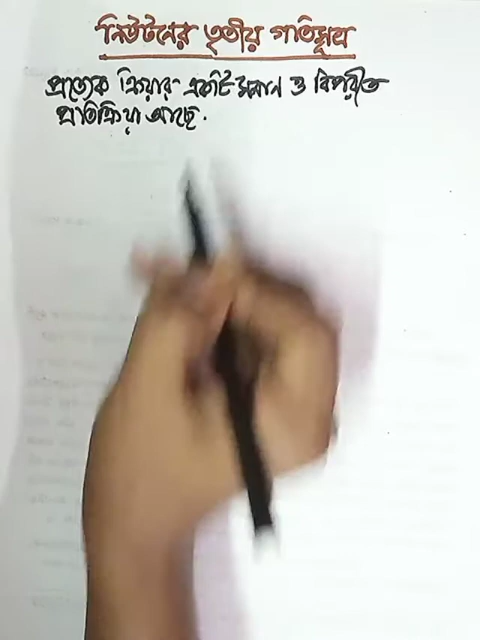 নিউটনের তৃতীয় গতিসূত্র
প্রত্যেক ক্রিয়ার একটি সমান ও বিপরীত
প্রতিক্রিয়া আছে.